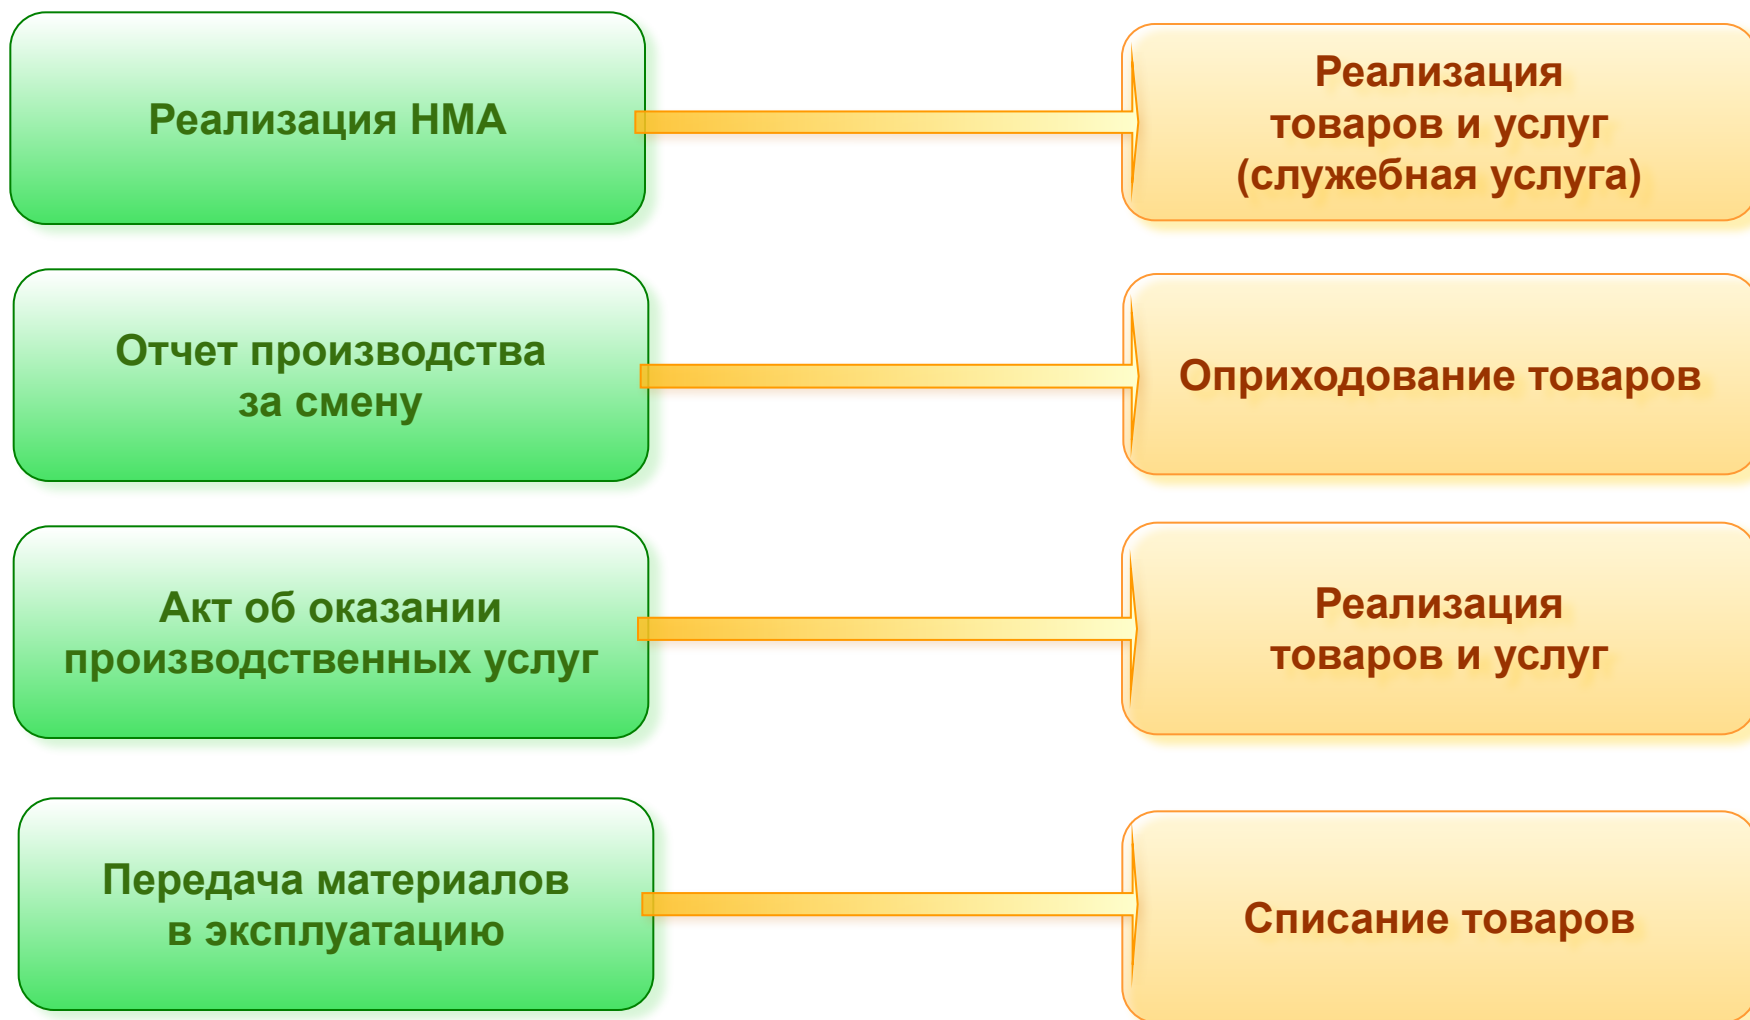 Реализация НМА
Реализация
товаров и услуг
(служебная услуга)
Отчет производства
за смену
Оприходование товаров
Акт об оказании
производственных услуг
Реализация
товаров и услуг
Передача материалов
в эксплуатацию
Списание товаров